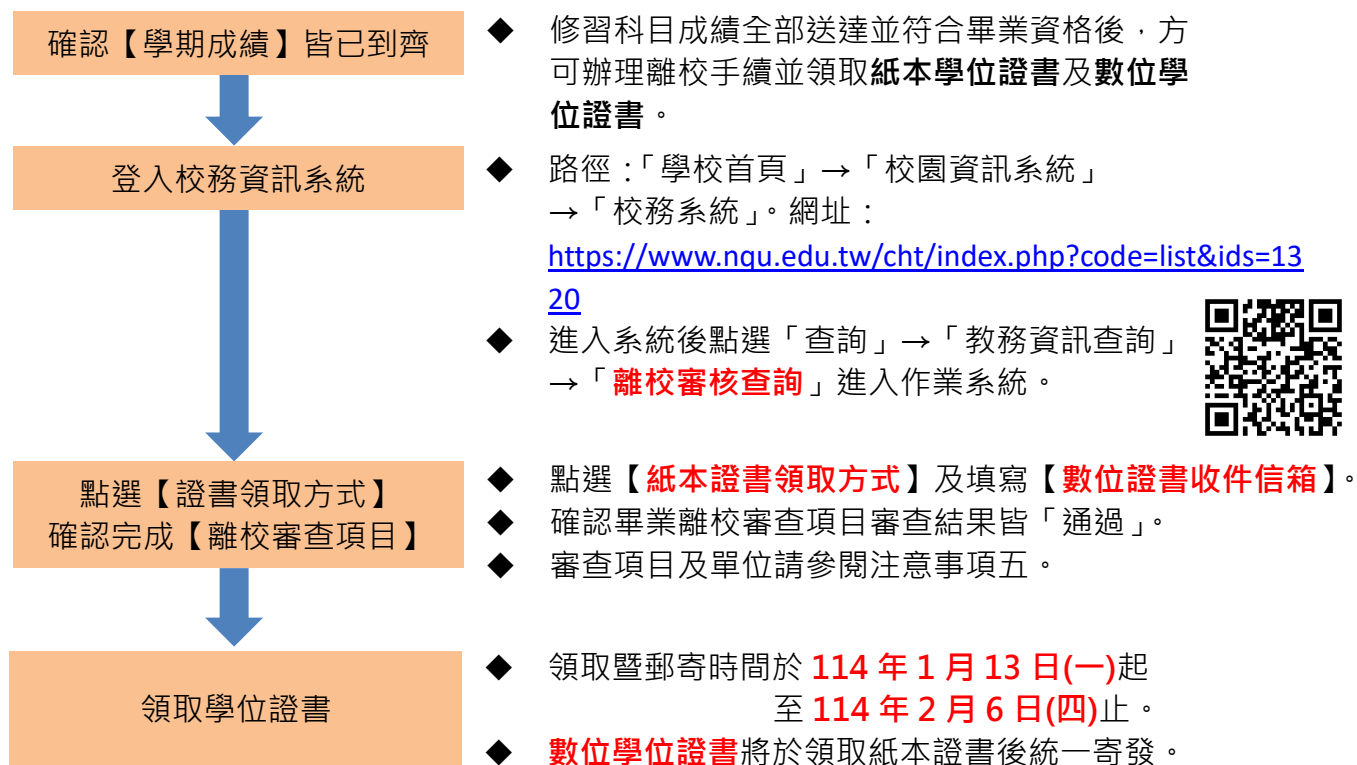 確認【學期成績】皆已到齊
◆ 修習科目成績全部送達並符合畢業資格後，方
可辦理離校手續並領取紙本學位證書及數位學
位證書。
登入校務資訊系統
◆ 路徑：「學校首頁」→「校園資訊系統」
→「校務系統」。網址：
https://www.nqu.edu.tw/cht/index.php?code=list&ids=13
20
◆ 進入系統後點選「查詢」→「教務資訊查詢」
→「離校審核查詢」進入作業系統。
點選【證書領取方式】
確認完成【離校審查項目】
◆ 點選【紙本證書領取方式】及填寫【數位證書收件信箱】。
◆ 確認畢業離校審查項目審查結果皆「通過」。
◆ 審查項目及單位請參閱注意事項五。
領取學位證書
◆ 領取暨郵寄時間於 114 年 1 月 13 日(一)起
至 114 年 2 月 6 日(四)止。
◆ 數位學位證書將於領取紙本證書後統一寄發。